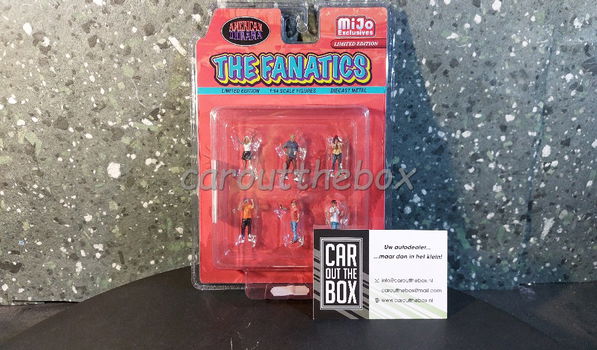 AMERICAN
DIORAMA
MiJo
Exclusives
LIMITED EDITION
THE FANATICS
LIMITED EDITION 1:64 SCALE FIGURES DIECAST METAL
caroutthebox
CAR
OUT THE
BOX
Uw autodealer...
...maar dan in het klein!
info@caroutthebox.nl
caroutthebox@mail.com
www.caroutthebox.nl